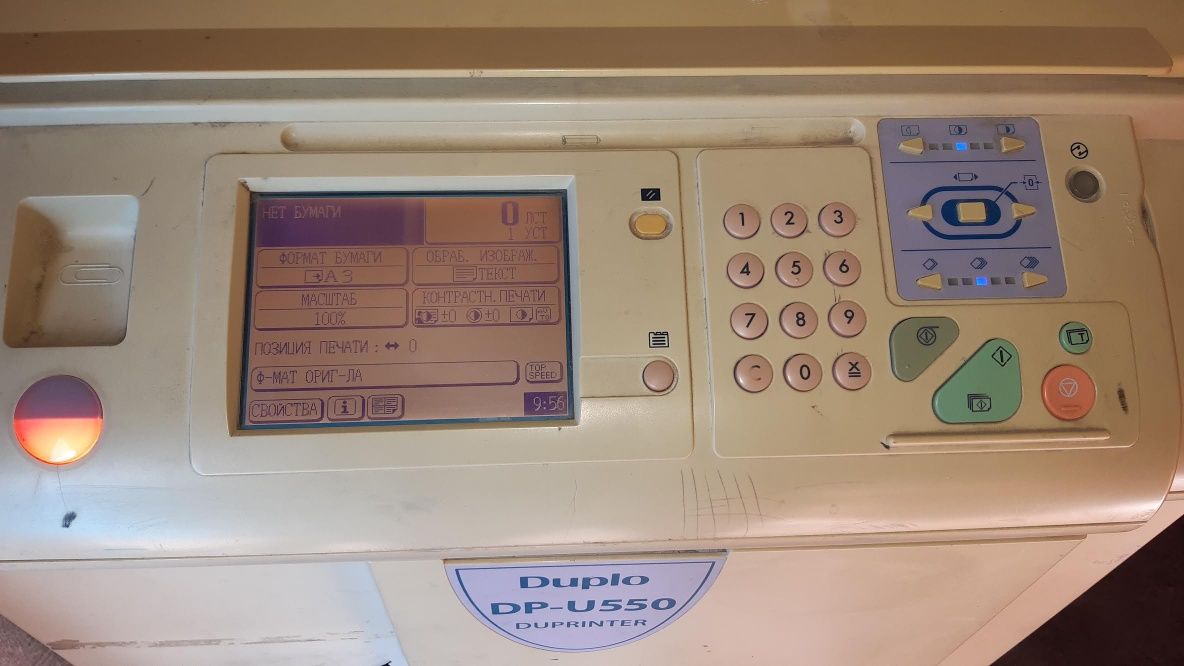 НЕТ БУМАГИ
0 ЛСТ
1 УСТ
ФОРМАТ БУМАГИ
А3
ОБРАБ. ИЗОБРАЖ.
ТЕКСТ
МАСШТАБ
100%
КОНТРАСТН.ПЕЧАТИ
±0 ±0
ПОЗИЦИЯ ПЕЧАТИ : ↔ 0
Ф-МАТ ОРИГ-ЛА
TOP
SPEED
СВОЙСТВА
i
9:56
1 2 3
4 5 6
7 8 9
C 0 ×
0
T
Duplo
DP-U550
DUPRINTER